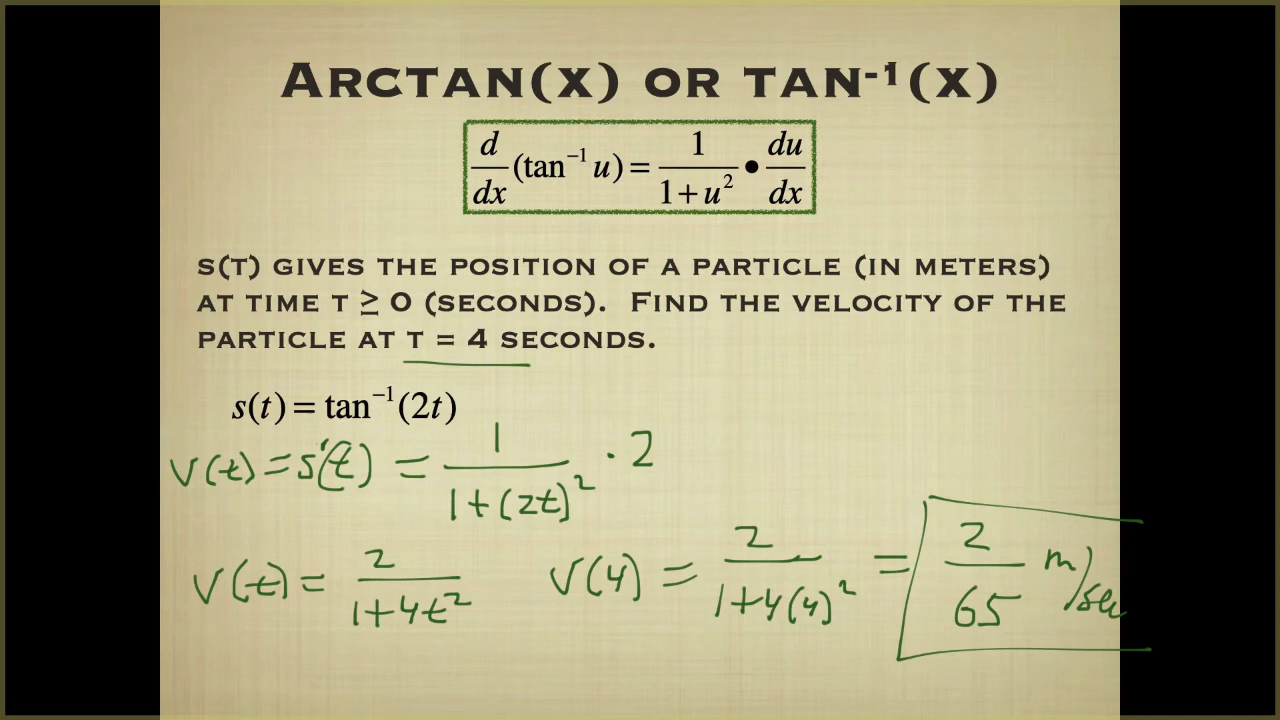 ARCTAN(X) OR TAN⁻¹(X)
d/dx (tan⁻¹ u) = 1/(1+u²) • du/dx
S(T) GIVES THE POSITION OF A PARTICLE (IN METERS)
AT TIME T ≥ 0 (SECONDS). FIND THE VELOCITY OF THE
PARTICLE AT T = 4 SECONDS.
s(t) = tan⁻¹(2t)
v(t) = s'(t) = 1/(1+(2t)²) · 2
v(t) = 2/(1+4t²) v(4) = 2/(1+4(4)²) = 2/65 m/sec